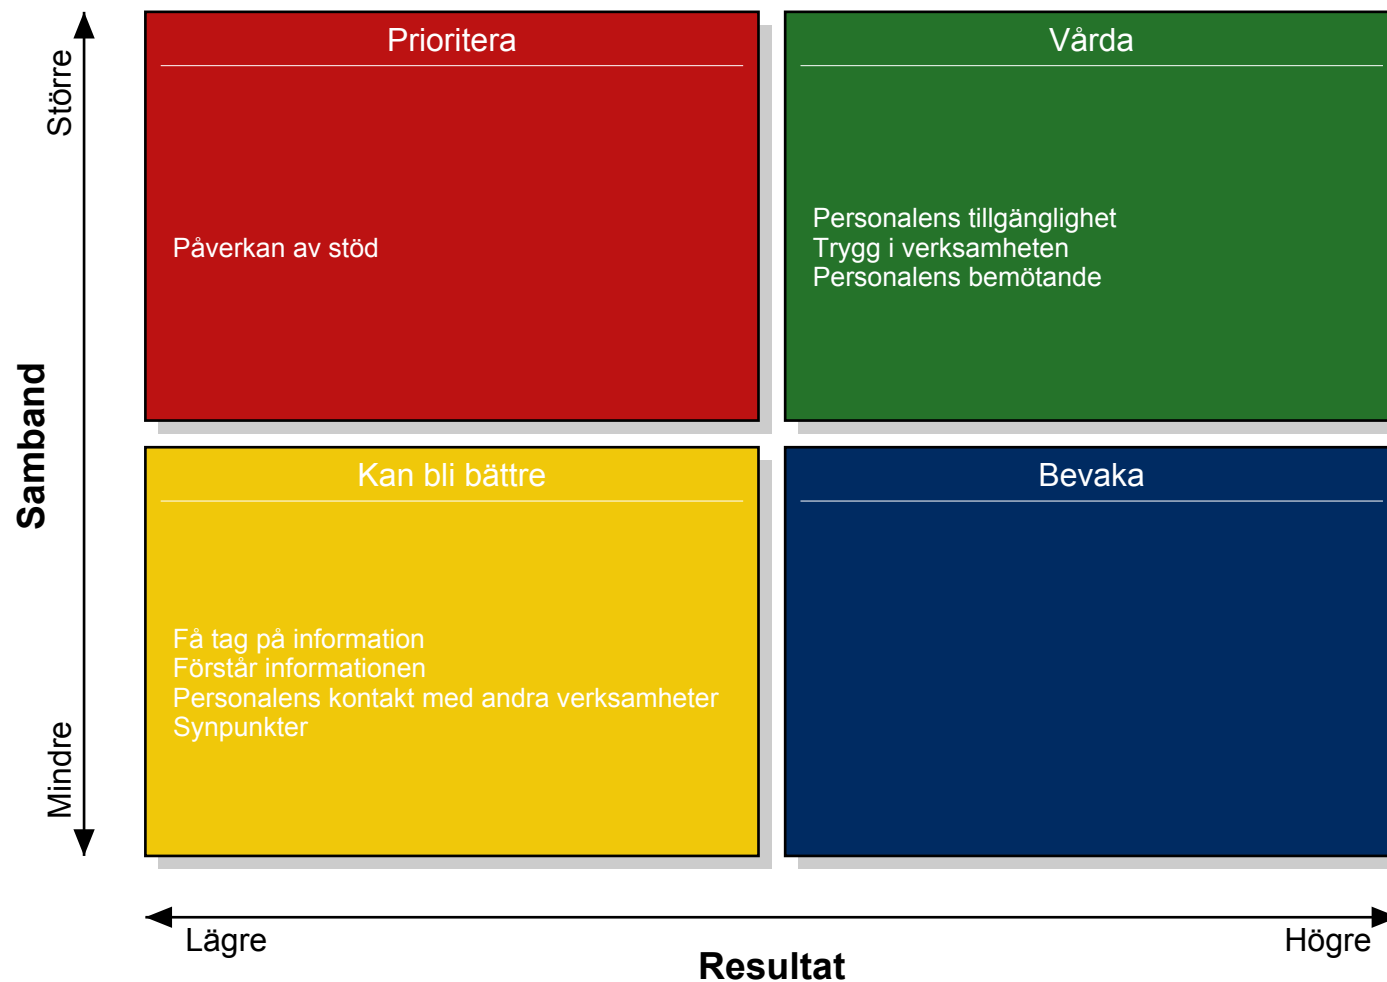 Prioritera
Påverkan av stöd
Vårda
Personalens tillgänglighet
Trygg i verksamheten
Personalens bemötande
Kan bli bättre
Få tag på information
Förstår informationen
Personalens kontakt med andra verksamheter
Synpunkter
Bevaka
Större
Samband
Mindre
Lägre
Högre
Resultat